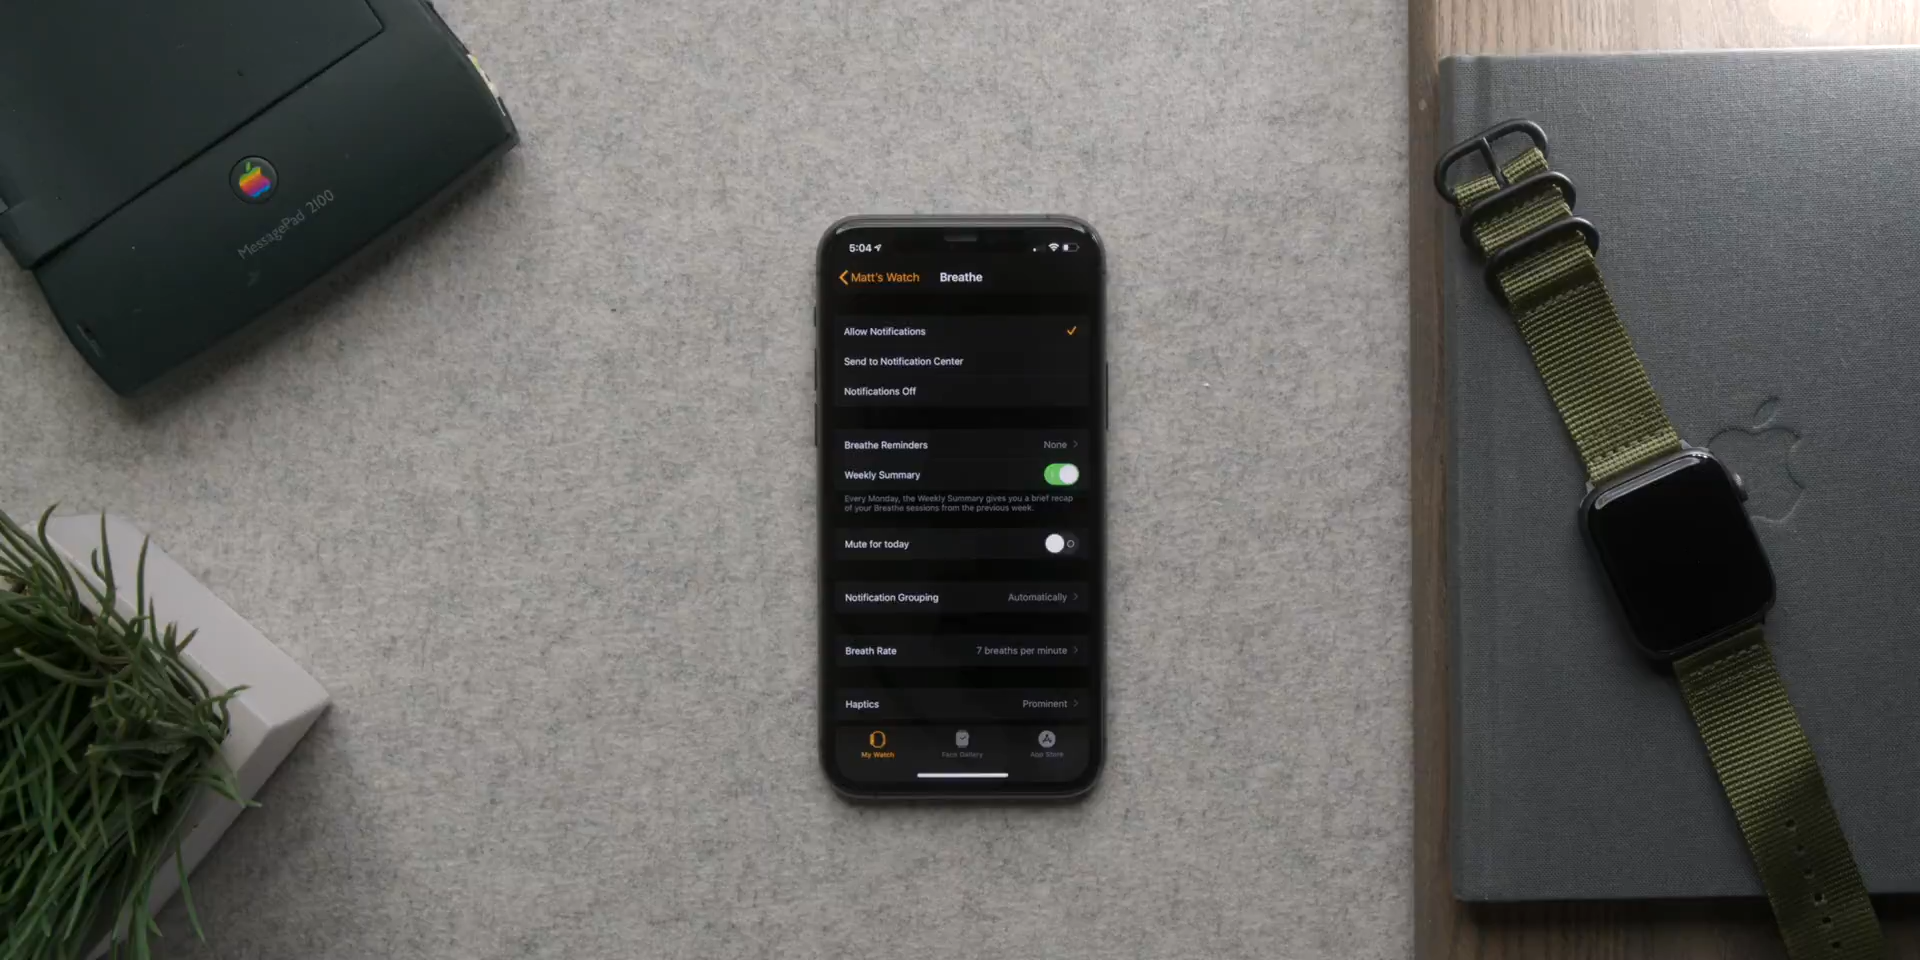 MessagePad 2100
5:04
Matt's Watch
Breathe
Allow Notifications
Send to Notification Center
Notifications Off
Breathe Reminders None
Weekly Summary
Every Monday, the Weekly Summary gives you a brief recap
of your Breathe sessions from the previous week.
Mute for today
Notification Grouping Automatically
Breath Rate 7 breaths per minute
Haptics Prominent
My Watch Face Gallery App Store